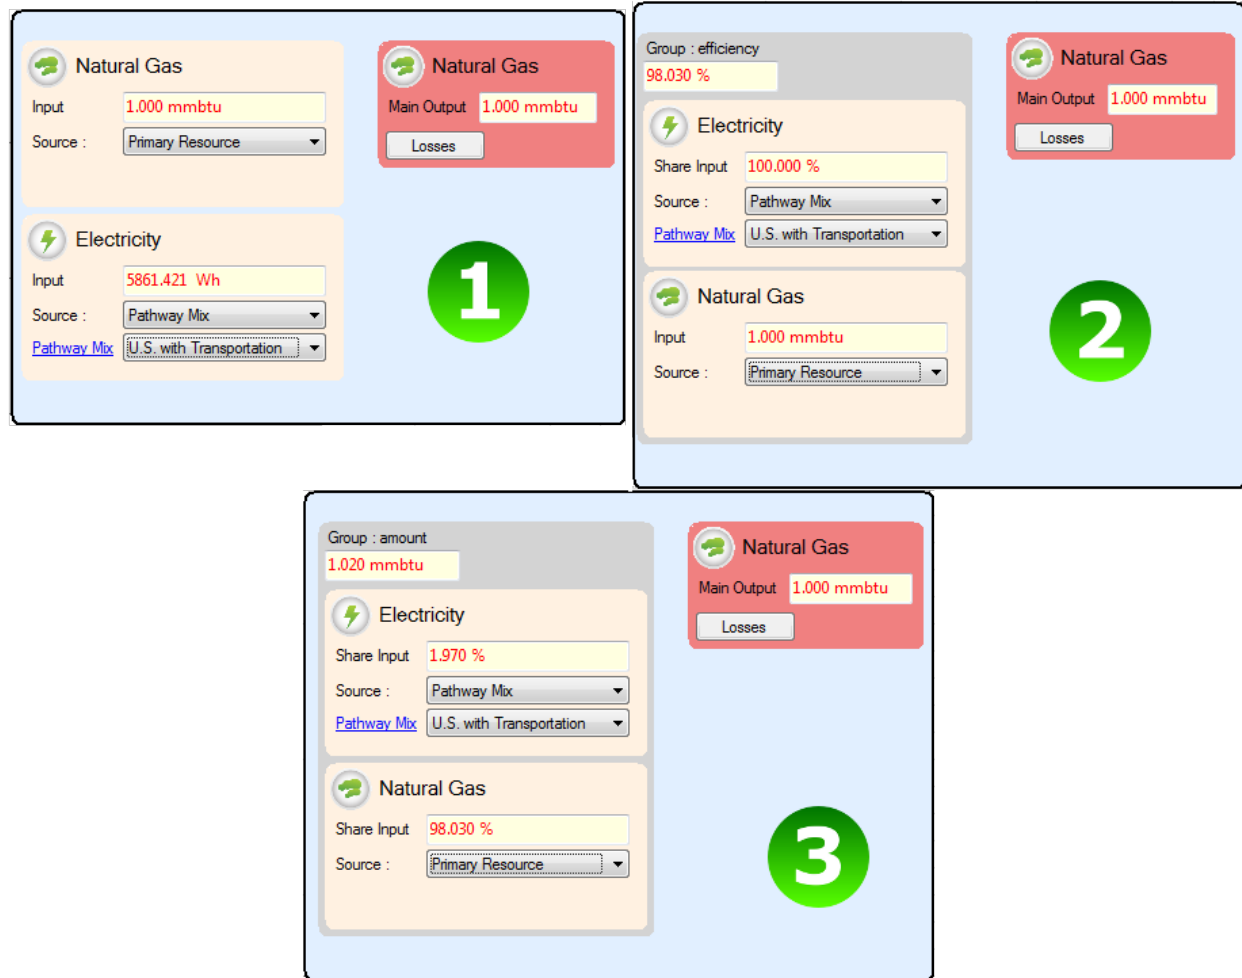 Natural Gas
Input 1.000 mmbtu
Source : Primary Resource
Electricity
Input 5861.421 Wh
Source : Pathway Mix
Pathway Mix U.S. with Transportation
Natural Gas
Main Output 1.000 mmbtu
Losses
1
Group : efficiency
98.030 %
Electricity
Share Input 100.000 %
Source : Pathway Mix
Pathway Mix U.S. with Transportation
Natural Gas
Input 1.000 mmbtu
Source : Primary Resource
Natural Gas
Main Output 1.000 mmbtu
Losses
2
Group : amount
1.020 mmbtu
Electricity
Share Input 1.970 %
Source : Pathway Mix
Pathway Mix U.S. with Transportation
Natural Gas
Share Input 98.030 %
Source : Primary Resource
Natural Gas
Main Output 1.000 mmbtu
Losses
3